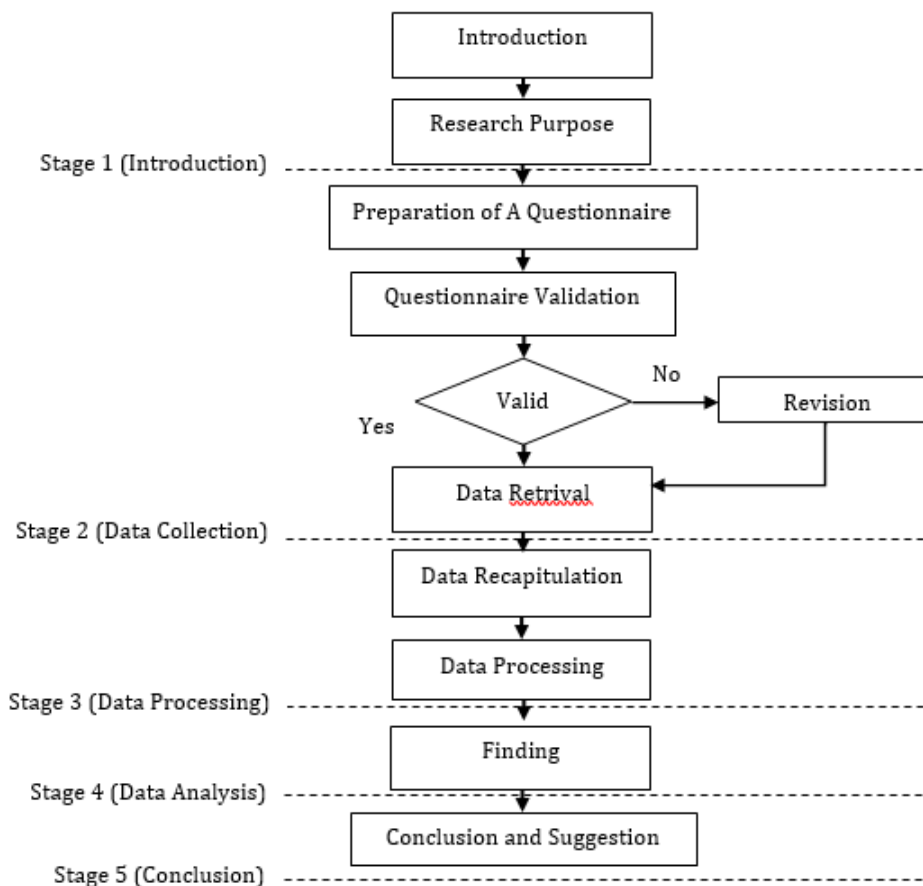 Introduction
Research Purpose
Stage 1 (Introduction)
Preparation of A Questionnaire
Questionnaire Validation
No
Valid
Revision
Yes
Data Retrival
Stage 2 (Data Collection)
Data Recapitulation
Data Processing
Stage 3 (Data Processing)
Finding
Stage 4 (Data Analysis)
Conclusion and Suggestion
Stage 5 (Conclusion)